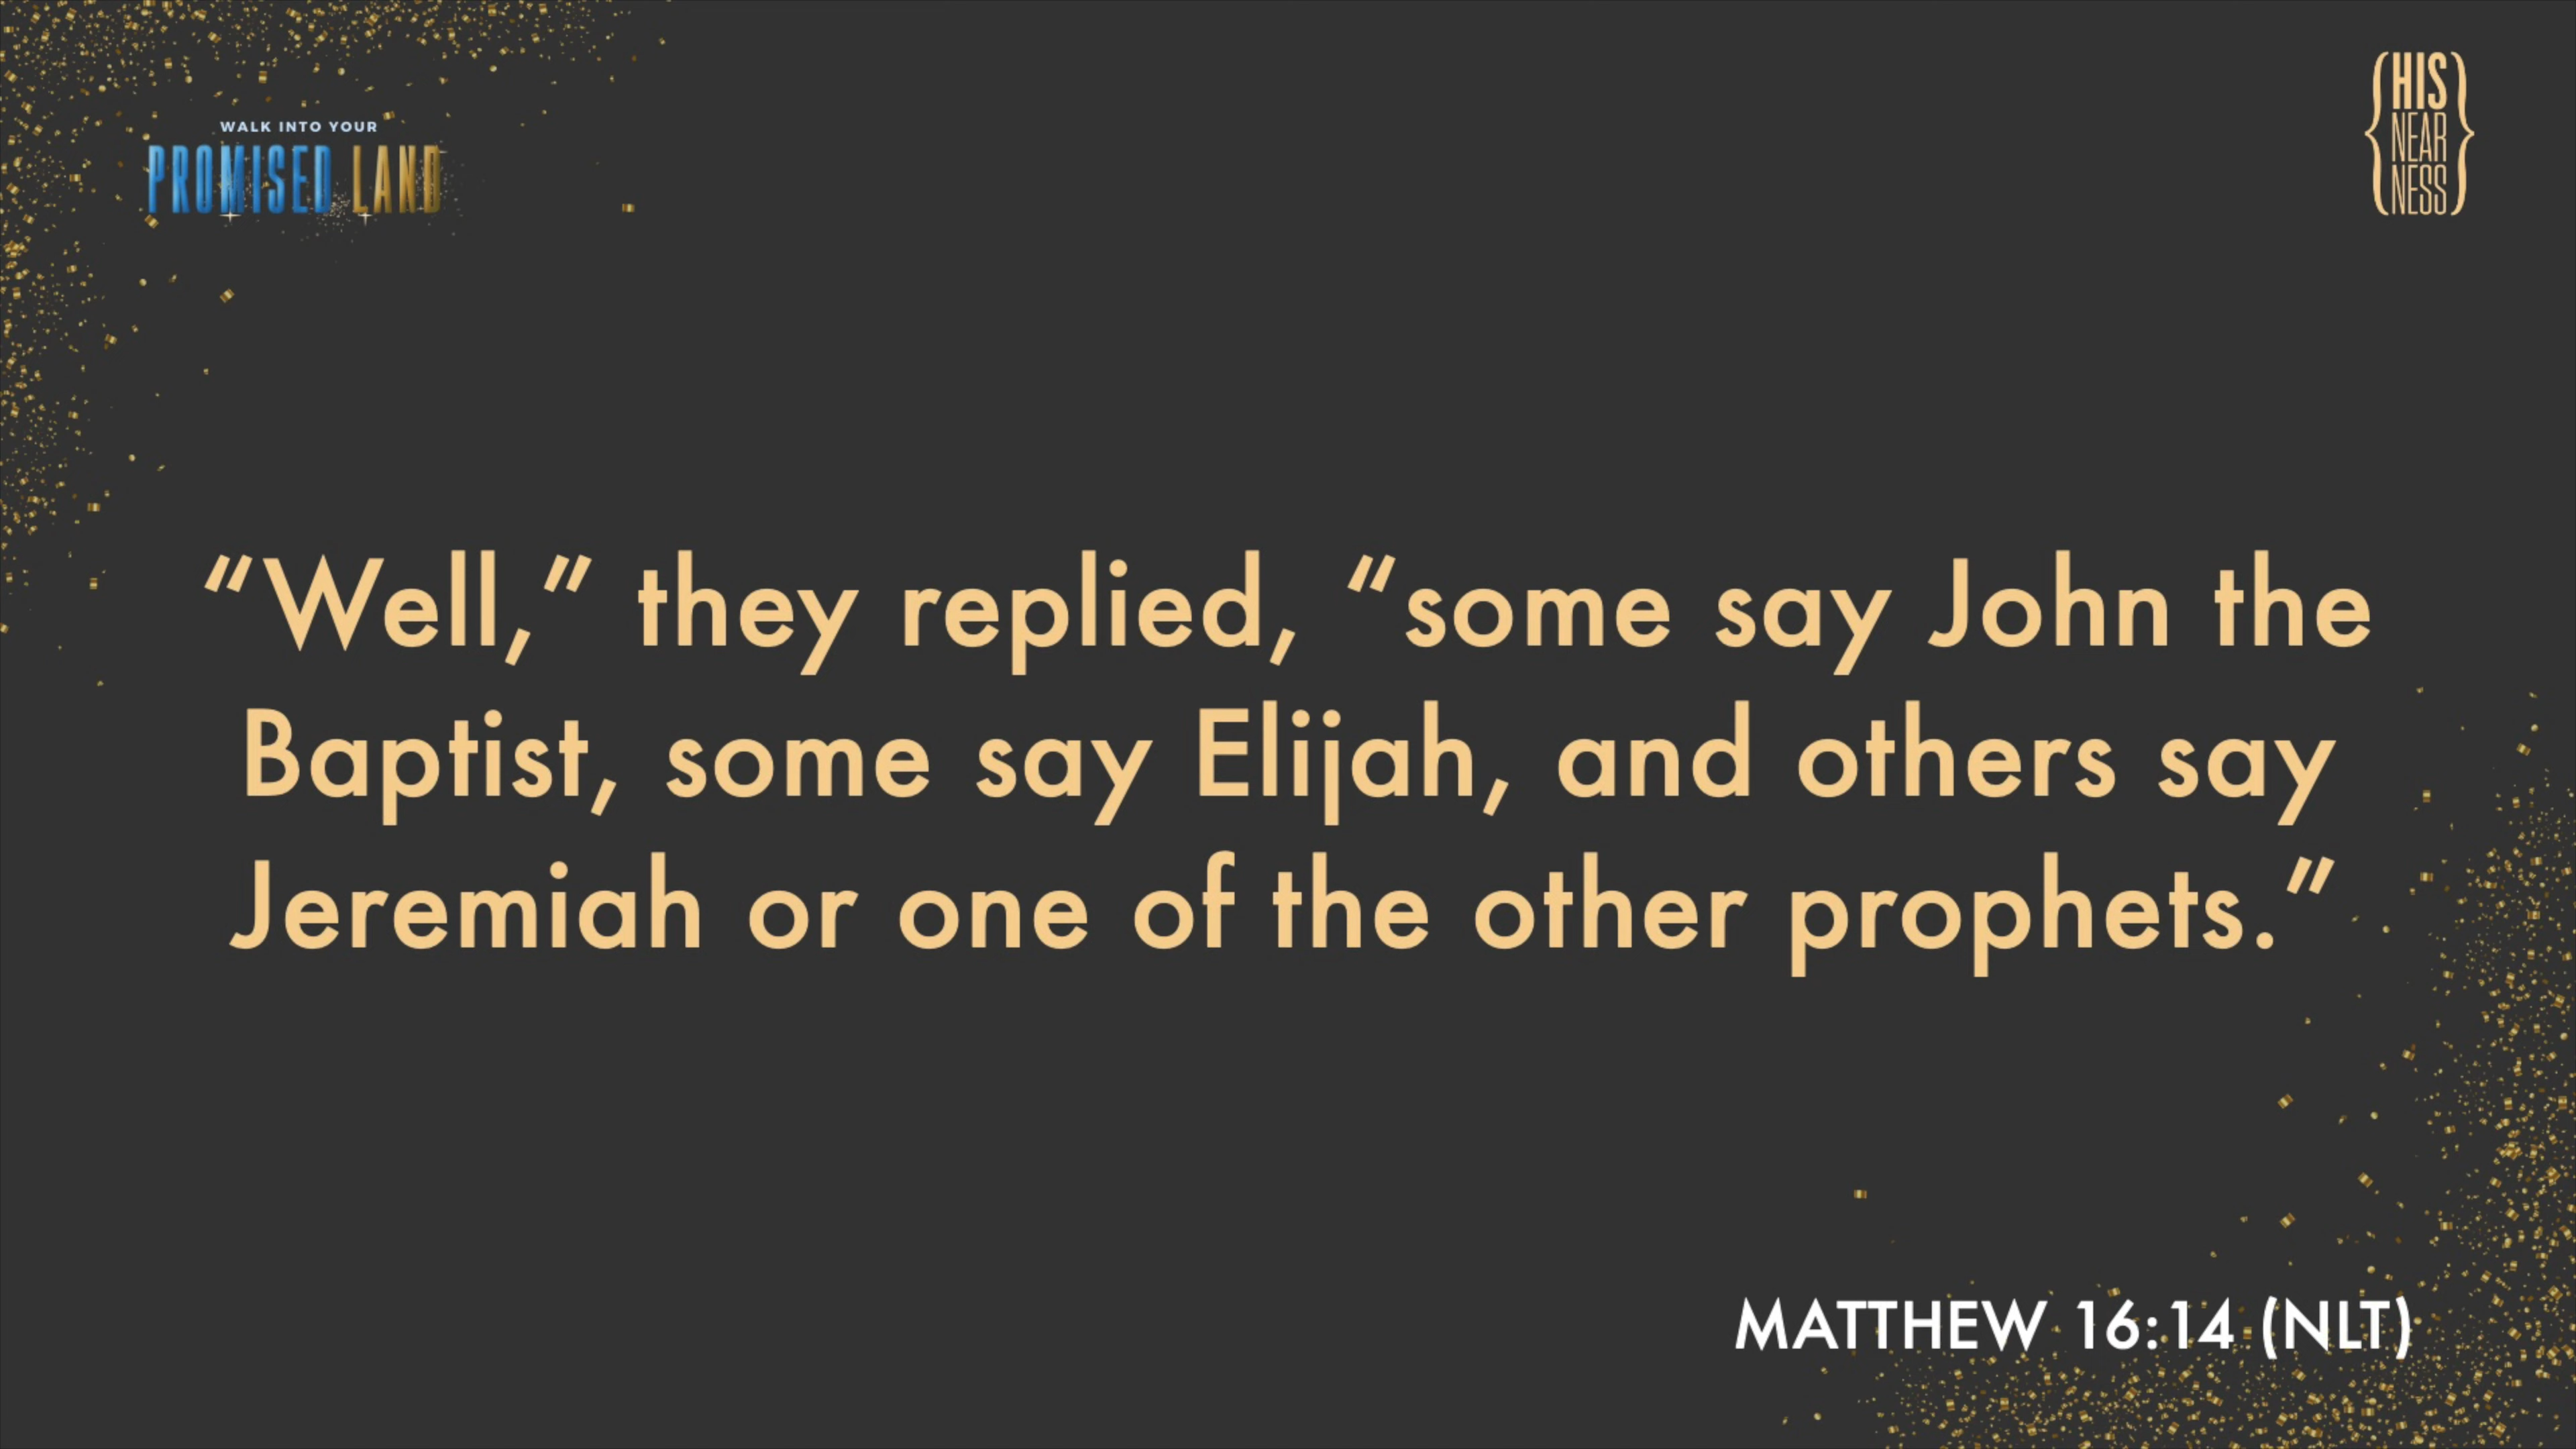 WALK INTO YOUR
PROMISED LAND
{HIS
NEAR
NESS}
“Well,” they replied, “some say John the
Baptist, some say Elijah, and others say
Jeremiah or one of the other prophets.”
MATTHEW 16:14 (NLT)